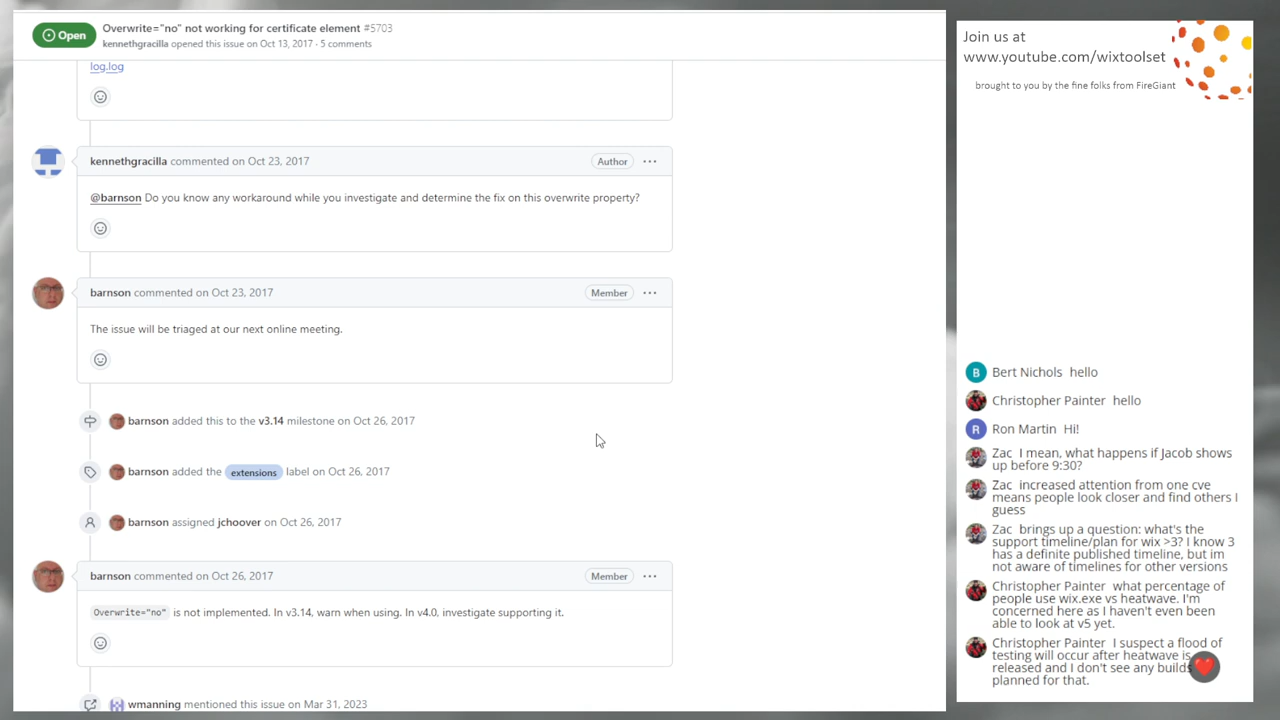 Open
Overwrite="no" not working for certificate element #5703
kennethgracilla opened this issue on Oct 13, 2017 · 5 comments
log.log
kennethgracilla commented on Oct 23, 2017
Author
@barnson Do you know any workaround while you investigate and determine the fix on this overwrite property?
barnson commented on Oct 23, 2017
Member
The issue will be triaged at our next online meeting.
barnson added this to the v3.14 milestone on Oct 26, 2017
barnson added the extensions label on Oct 26, 2017
barnson assigned jchoover on Oct 26, 2017
barnson commented on Oct 26, 2017
Member
Overwrite="no" is not implemented. In v3.14, warn when using. In v4.0, investigate supporting it.
wmanning mentioned this issue on Mar 31, 2023
Join us at
www.youtube.com/wixtoolset
brought to you by the fine folks from FireGiant
B Bert Nichols hello
Christopher Painter hello
R Ron Martin Hi!
Zac I mean, what happens if Jacob shows
up before 9:30?
Zac increased attention from one cve
means people look closer and find others I
guess
Zac brings up a question: what's the
support timeline/plan for wix >3? I know 3
has a definite published timeline, but im
not aware of timelines for other versions
Christopher Painter what percentage of
people use wix.exe vs heatwave. I'm
concerned here as I haven't even been
able to look at v5 yet.
Christopher Painter I suspect a flood of
testing will occur after heatwave is
released and I don't see any builds
planned for that.